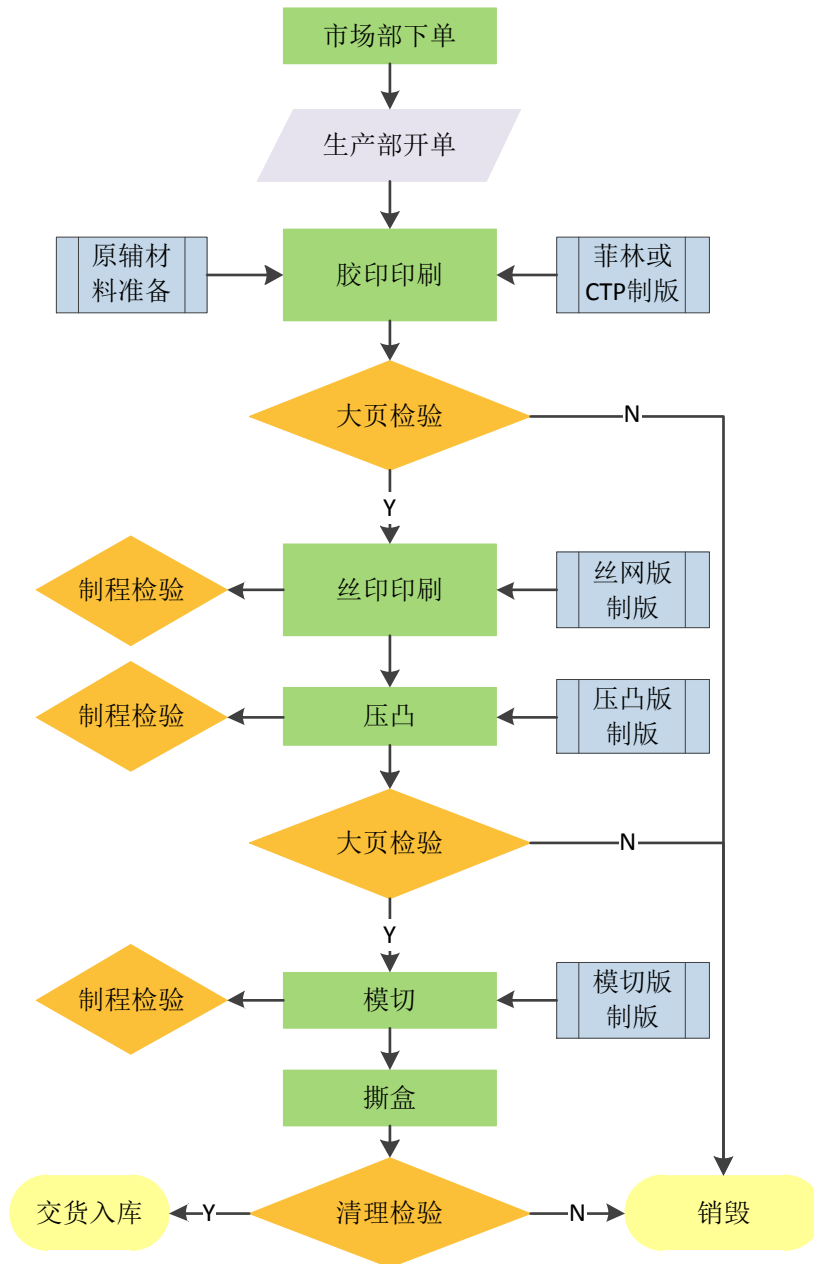 市场部下单
生产部开单
原辅材
料准备
胶印印刷
菲林或
CTP制版
大页检验
N
Y
制程检验
丝印印刷
丝网版
制版
制程检验
压凸
压凸版
制版
大页检验
N
Y
制程检验
模切
模切版
制版
撕盒
交货入库
Y
清理检验
N
销毁